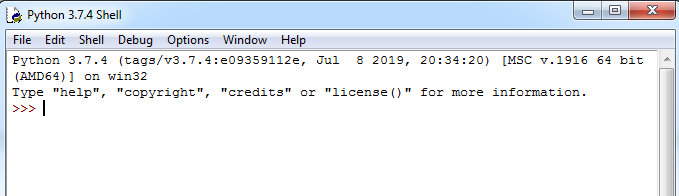 Python 3.7.4 Shell
File Edit Shell Debug Options Window Help
Python 3.7.4 (tags/v3.7.4:e09359112e, Jul  8 2019, 20:34:20) [MSC v.1916 64 bit
(AMD64)] on win32
Type "help", "copyright", "credits" or "license()" for more information.
>>>